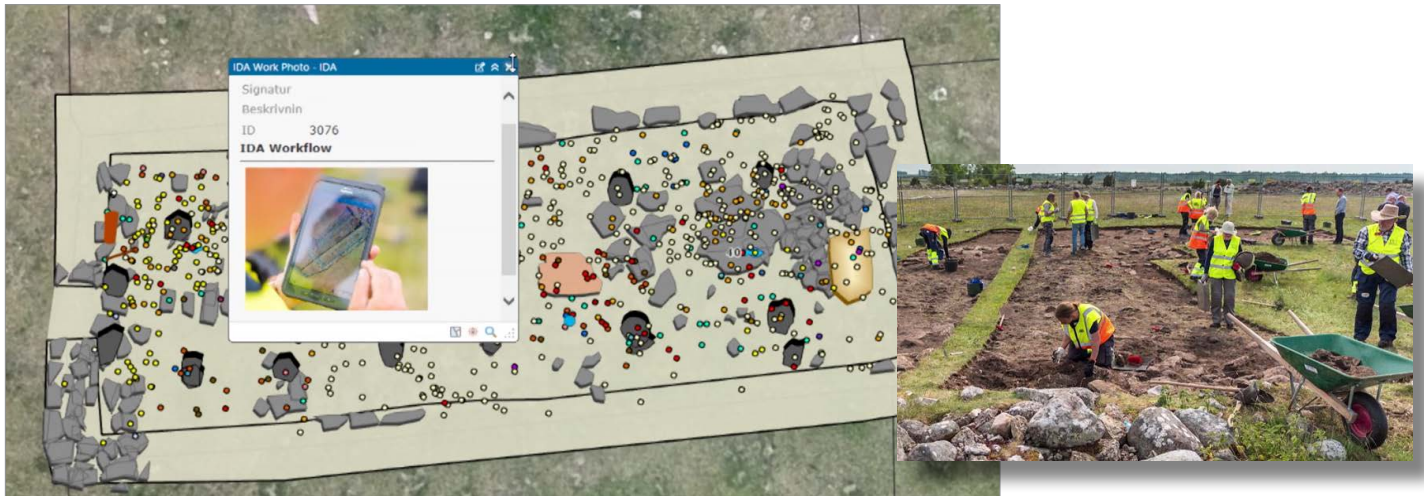 IDA Work Photo - IDA
Signatur
Beskrivnin
ID 3076
IDA Workflow